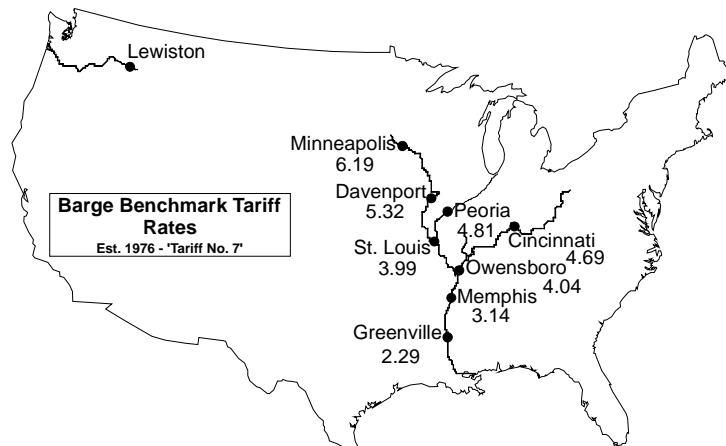 Lewiston
Minneapolis
6.19
Davenport
5.32
Barge Benchmark Tariff
Rates
Est. 1976 - 'Tariff No. 7'
Peoria
4.81
St. Louis
3.99
Cincinnati
4.69
Owensboro
4.04
Memphis
3.14
Greenville
2.29